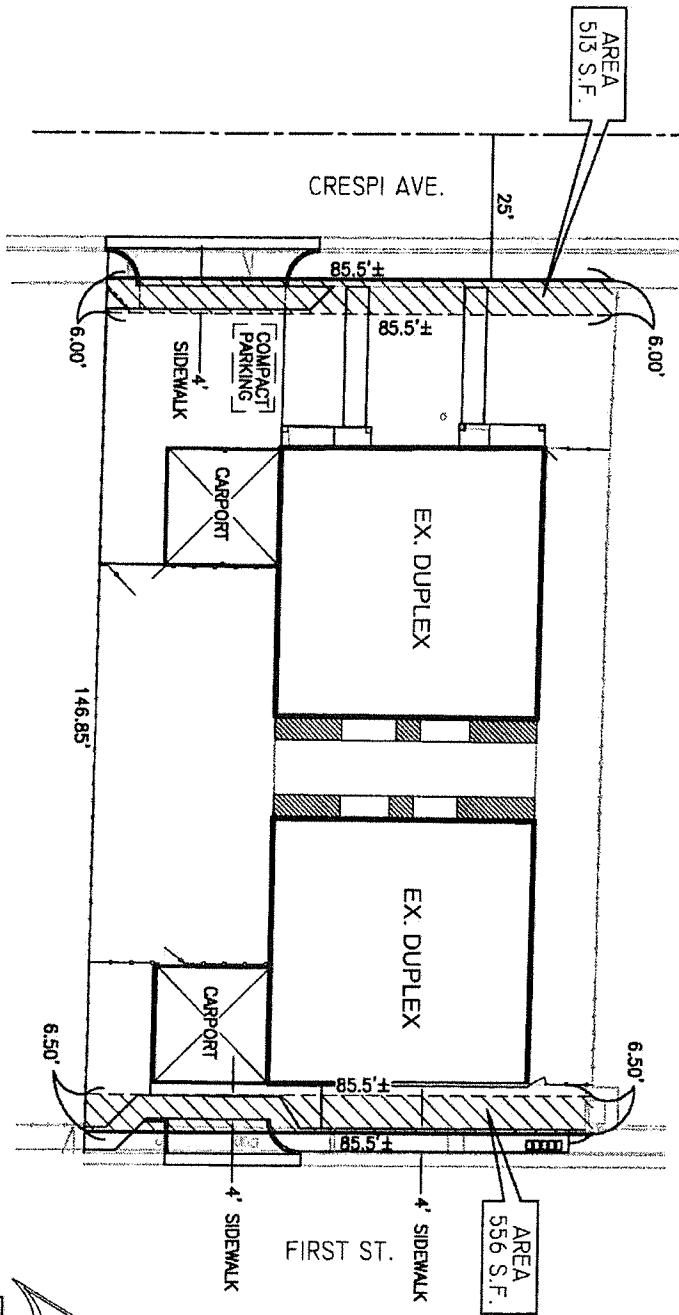 AREA
513 S.F.
CRESPI AVE.
25'
85.5'±
85.5'±
6.00'
6.00'
COMPACT
PARKING
4'
SIDEWALK
CARPORT
EX. DUPLEX
146.85'
EX. DUPLEX
CARPORT
6.50'
6.50'
85.5'±
85.5'±
4' SIDEWALK
4' SIDEWALK
FIRST ST.
AREA
556 S.F.